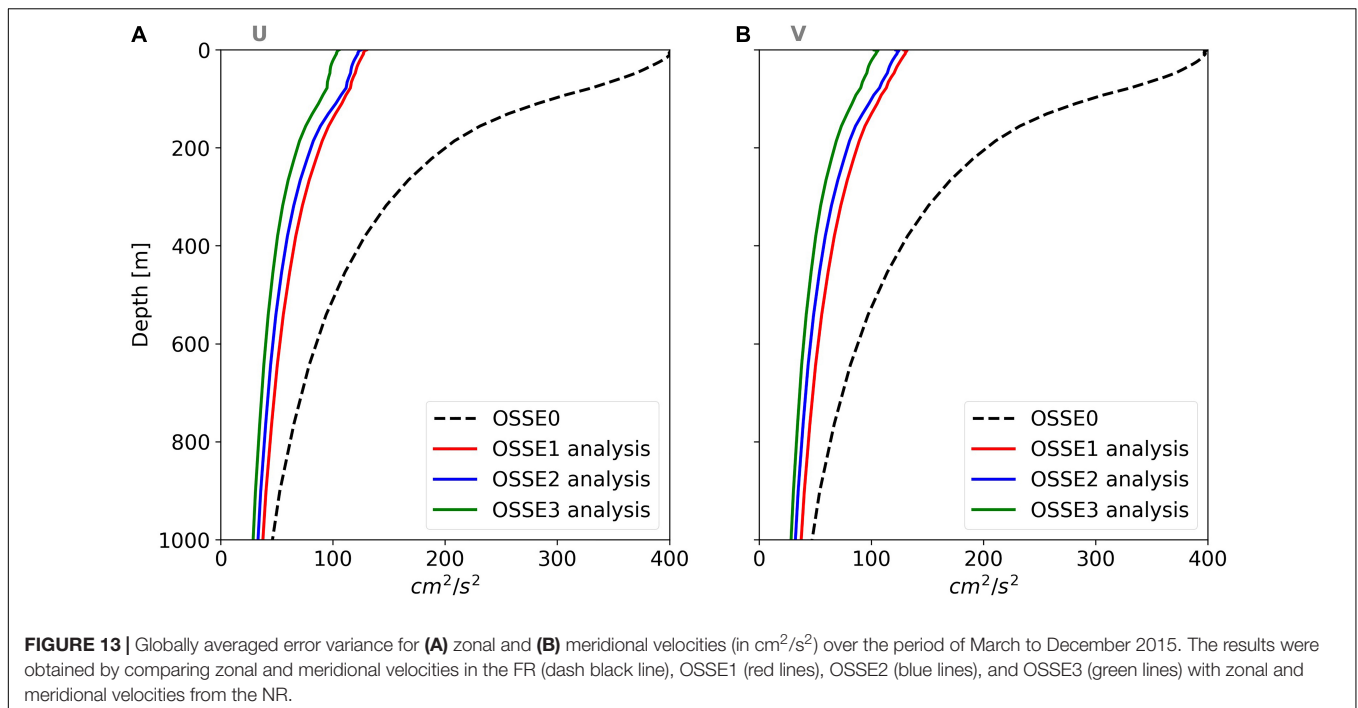 A U
0
200
400
600
800
1000
Depth [m]
OSSE0
OSSE1 analysis
OSSE2 analysis
OSSE3 analysis
0 100 200 300 400
cm²/s²
B V
OSSE0
OSSE1 analysis
OSSE2 analysis
OSSE3 analysis
0 100 200 300 400
cm²/s²
FIGURE 13 | Globally averaged error variance for (A) zonal and (B) meridional velocities (in cm²/s²) over the period of March to December 2015. The results were
obtained by comparing zonal and meridional velocities in the FR (dash black line), OSSE1 (red lines), OSSE2 (blue lines), and OSSE3 (green lines) with zonal and
meridional velocities from the NR.